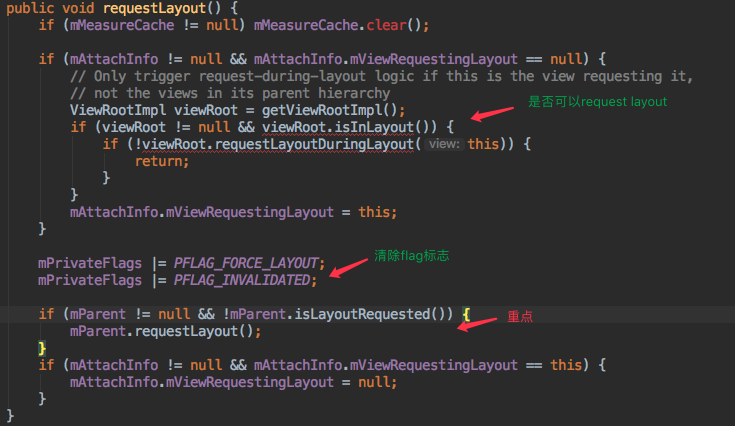 public void requestLayout() {
if (mMeasureCache != null) mMeasureCache.clear();
if (mAttachInfo != null && mAttachInfo.mViewRequestingLayout == null) {
// Only trigger request-during-layout logic if this is the view requesting it,
// not the views in its parent hierarchy
ViewRootImpl viewRoot = getViewRootImpl();
是否可以request layout
if (viewRoot != null && viewRoot.isInLayout()) {
if (!viewRoot.requestLayoutDuringLayout( view: this)) {
return;
}
}
mAttachInfo.mViewRequestingLayout = this;
}
清除flag标志
mPrivateFlags |= PFLAG_FORCE_LAYOUT;
mPrivateFlags |= PFLAG_INVALIDATED;
if (mParent != null && !mParent.isLayoutRequested()) {
重点
mParent.requestLayout();
}
if (mAttachInfo != null && mAttachInfo.mViewRequestingLayout == this) {
mAttachInfo.mViewRequestingLayout = null;
}
}